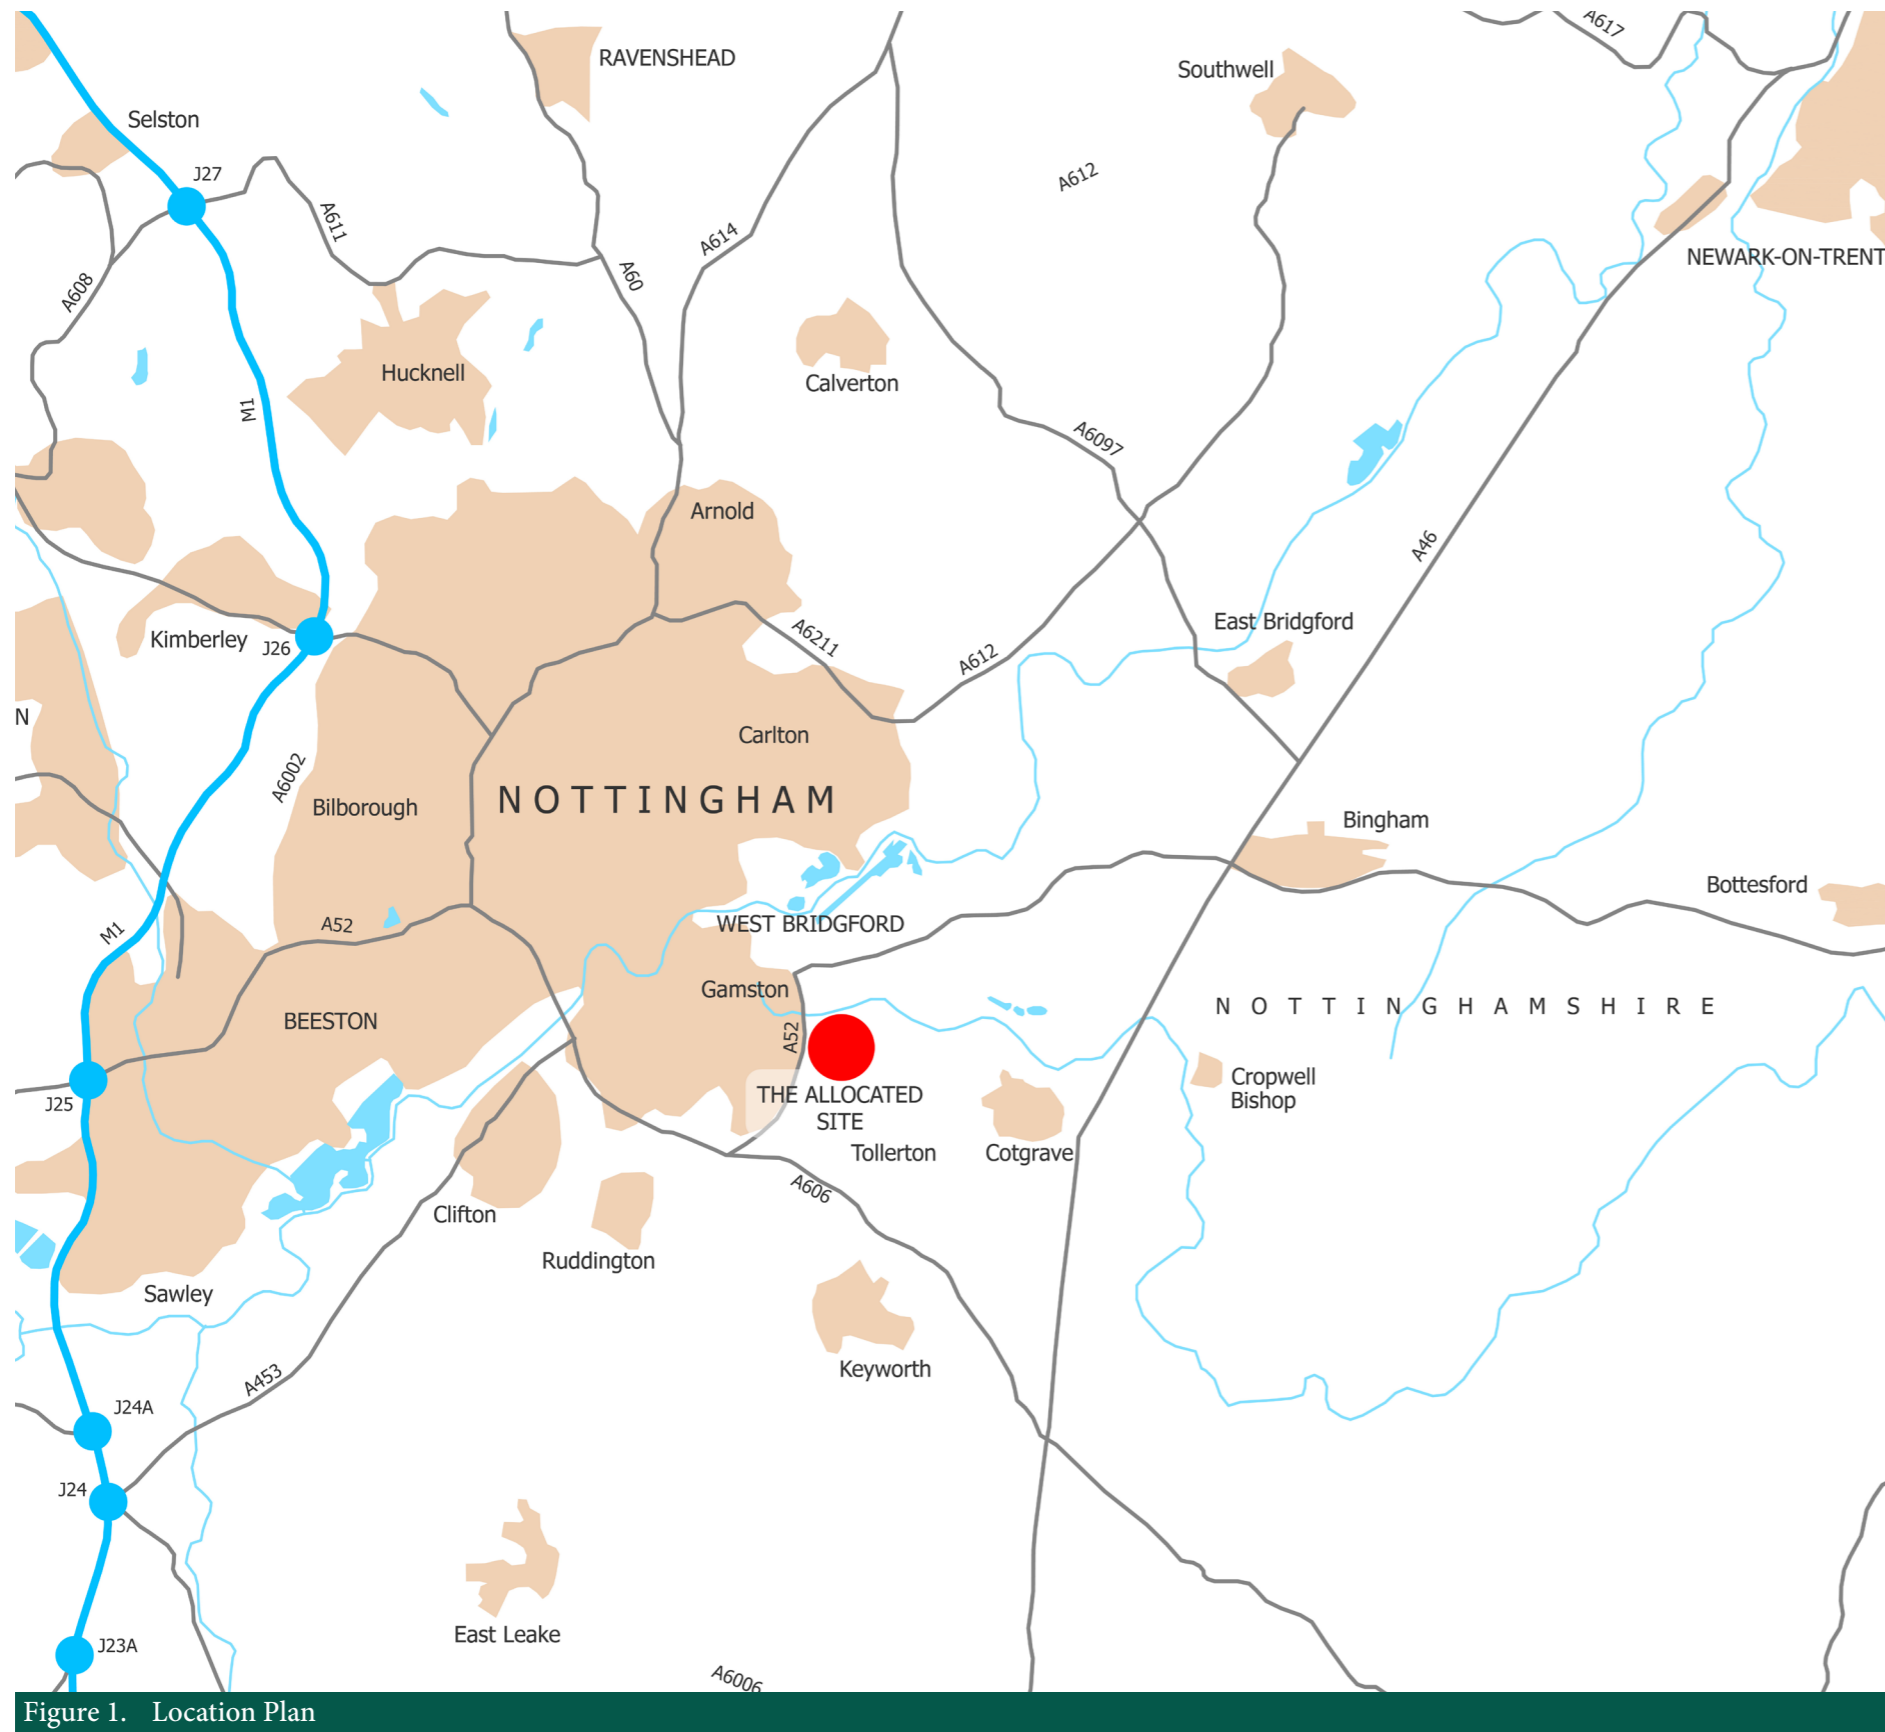 A617
RAVENSHEAD
Southwell
Selston
J27
A612
A611
A614
NEWARK-ON-TRENT
A60
A608
Hucknell
Calverton
M1
A6097
Arnold
A46
East Bridgford
Kimberley
J26
A6211
A612
N
Carlton
A6002
Bilborough
NOTTINGHAM
Bingham
Bottesford
M1
A52
WEST BRIDGFORD
Gamston
NOTTINGHAMSHIRE
BEESTON
A52
Cropwell
Bishop
J25
THE ALLOCATED
SITE
Tollerton
Cotgrave
A606
Clifton
Ruddington
Sawley
Keyworth
A453
J24A
J24
East Leake
J23A
A6006
Figure 1. Location Plan